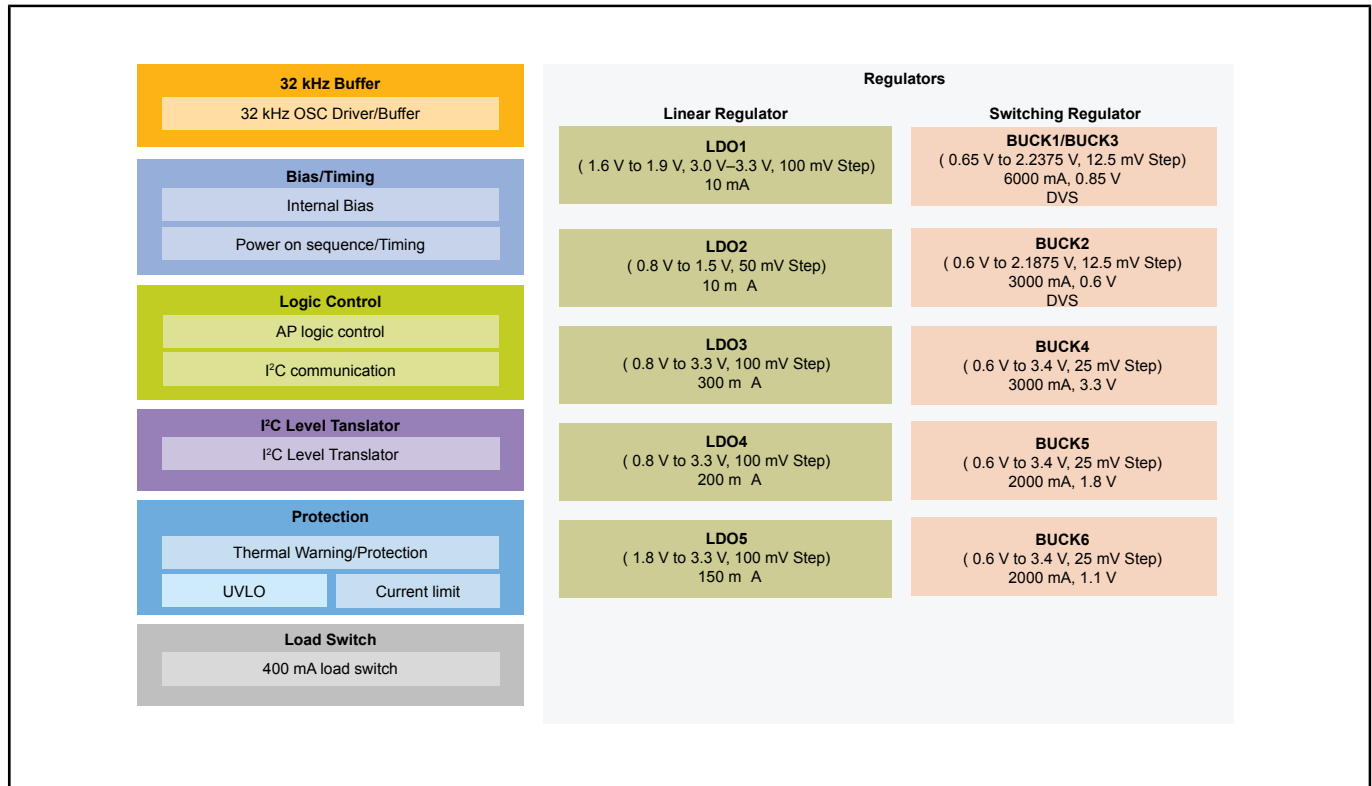 32 kHz Buffer
32 kHz OSC Driver/Buffer
Bias/Timing
Internal Bias
Power on sequence/Timing
Logic Control
AP logic control
I²C communication
I²C Level Tanslator
I²C Level Translator
Protection
Thermal Warning/Protection
UVLO
Current limit
Load Switch
400 mA load switch
Regulators
Linear Regulator
LDO1
( 1.6 V to 1.9 V, 3.0 V–3.3 V, 100 mV Step)
10 mA
LDO2
( 0.8 V to 1.5 V, 50 mV Step)
10 m A
LDO3
( 0.8 V to 3.3 V, 100 mV Step)
300 m A
LDO4
( 0.8 V to 3.3 V, 100 mV Step)
200 m A
LDO5
( 1.8 V to 3.3 V, 100 mV Step)
150 m A
Switching Regulator
BUCK1/BUCK3
( 0.65 V to 2.2375 V, 12.5 mV Step)
6000 mA, 0.85 V
DVS
BUCK2
( 0.6 V to 2.1875 V, 12.5 mV Step)
3000 mA, 0.6 V
DVS
BUCK4
( 0.6 V to 3.4 V, 25 mV Step)
3000 mA, 3.3 V
BUCK5
( 0.6 V to 3.4 V, 25 mV Step)
2000 mA, 1.8 V
BUCK6
( 0.6 V to 3.4 V, 25 mV Step)
2000 mA, 1.1 V